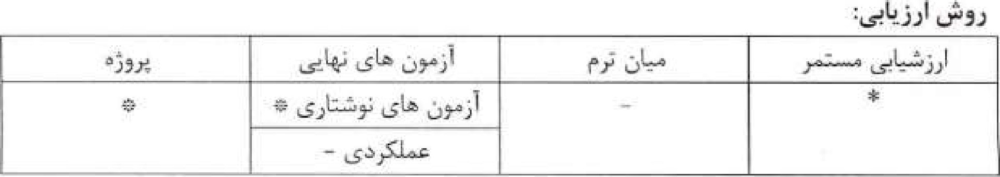 روش ارزیابی:
ارزشیابی مستمر میان ترم آزمون های نهایی پروژه
* - آزمون های نوشتاری * *
عملکردی -